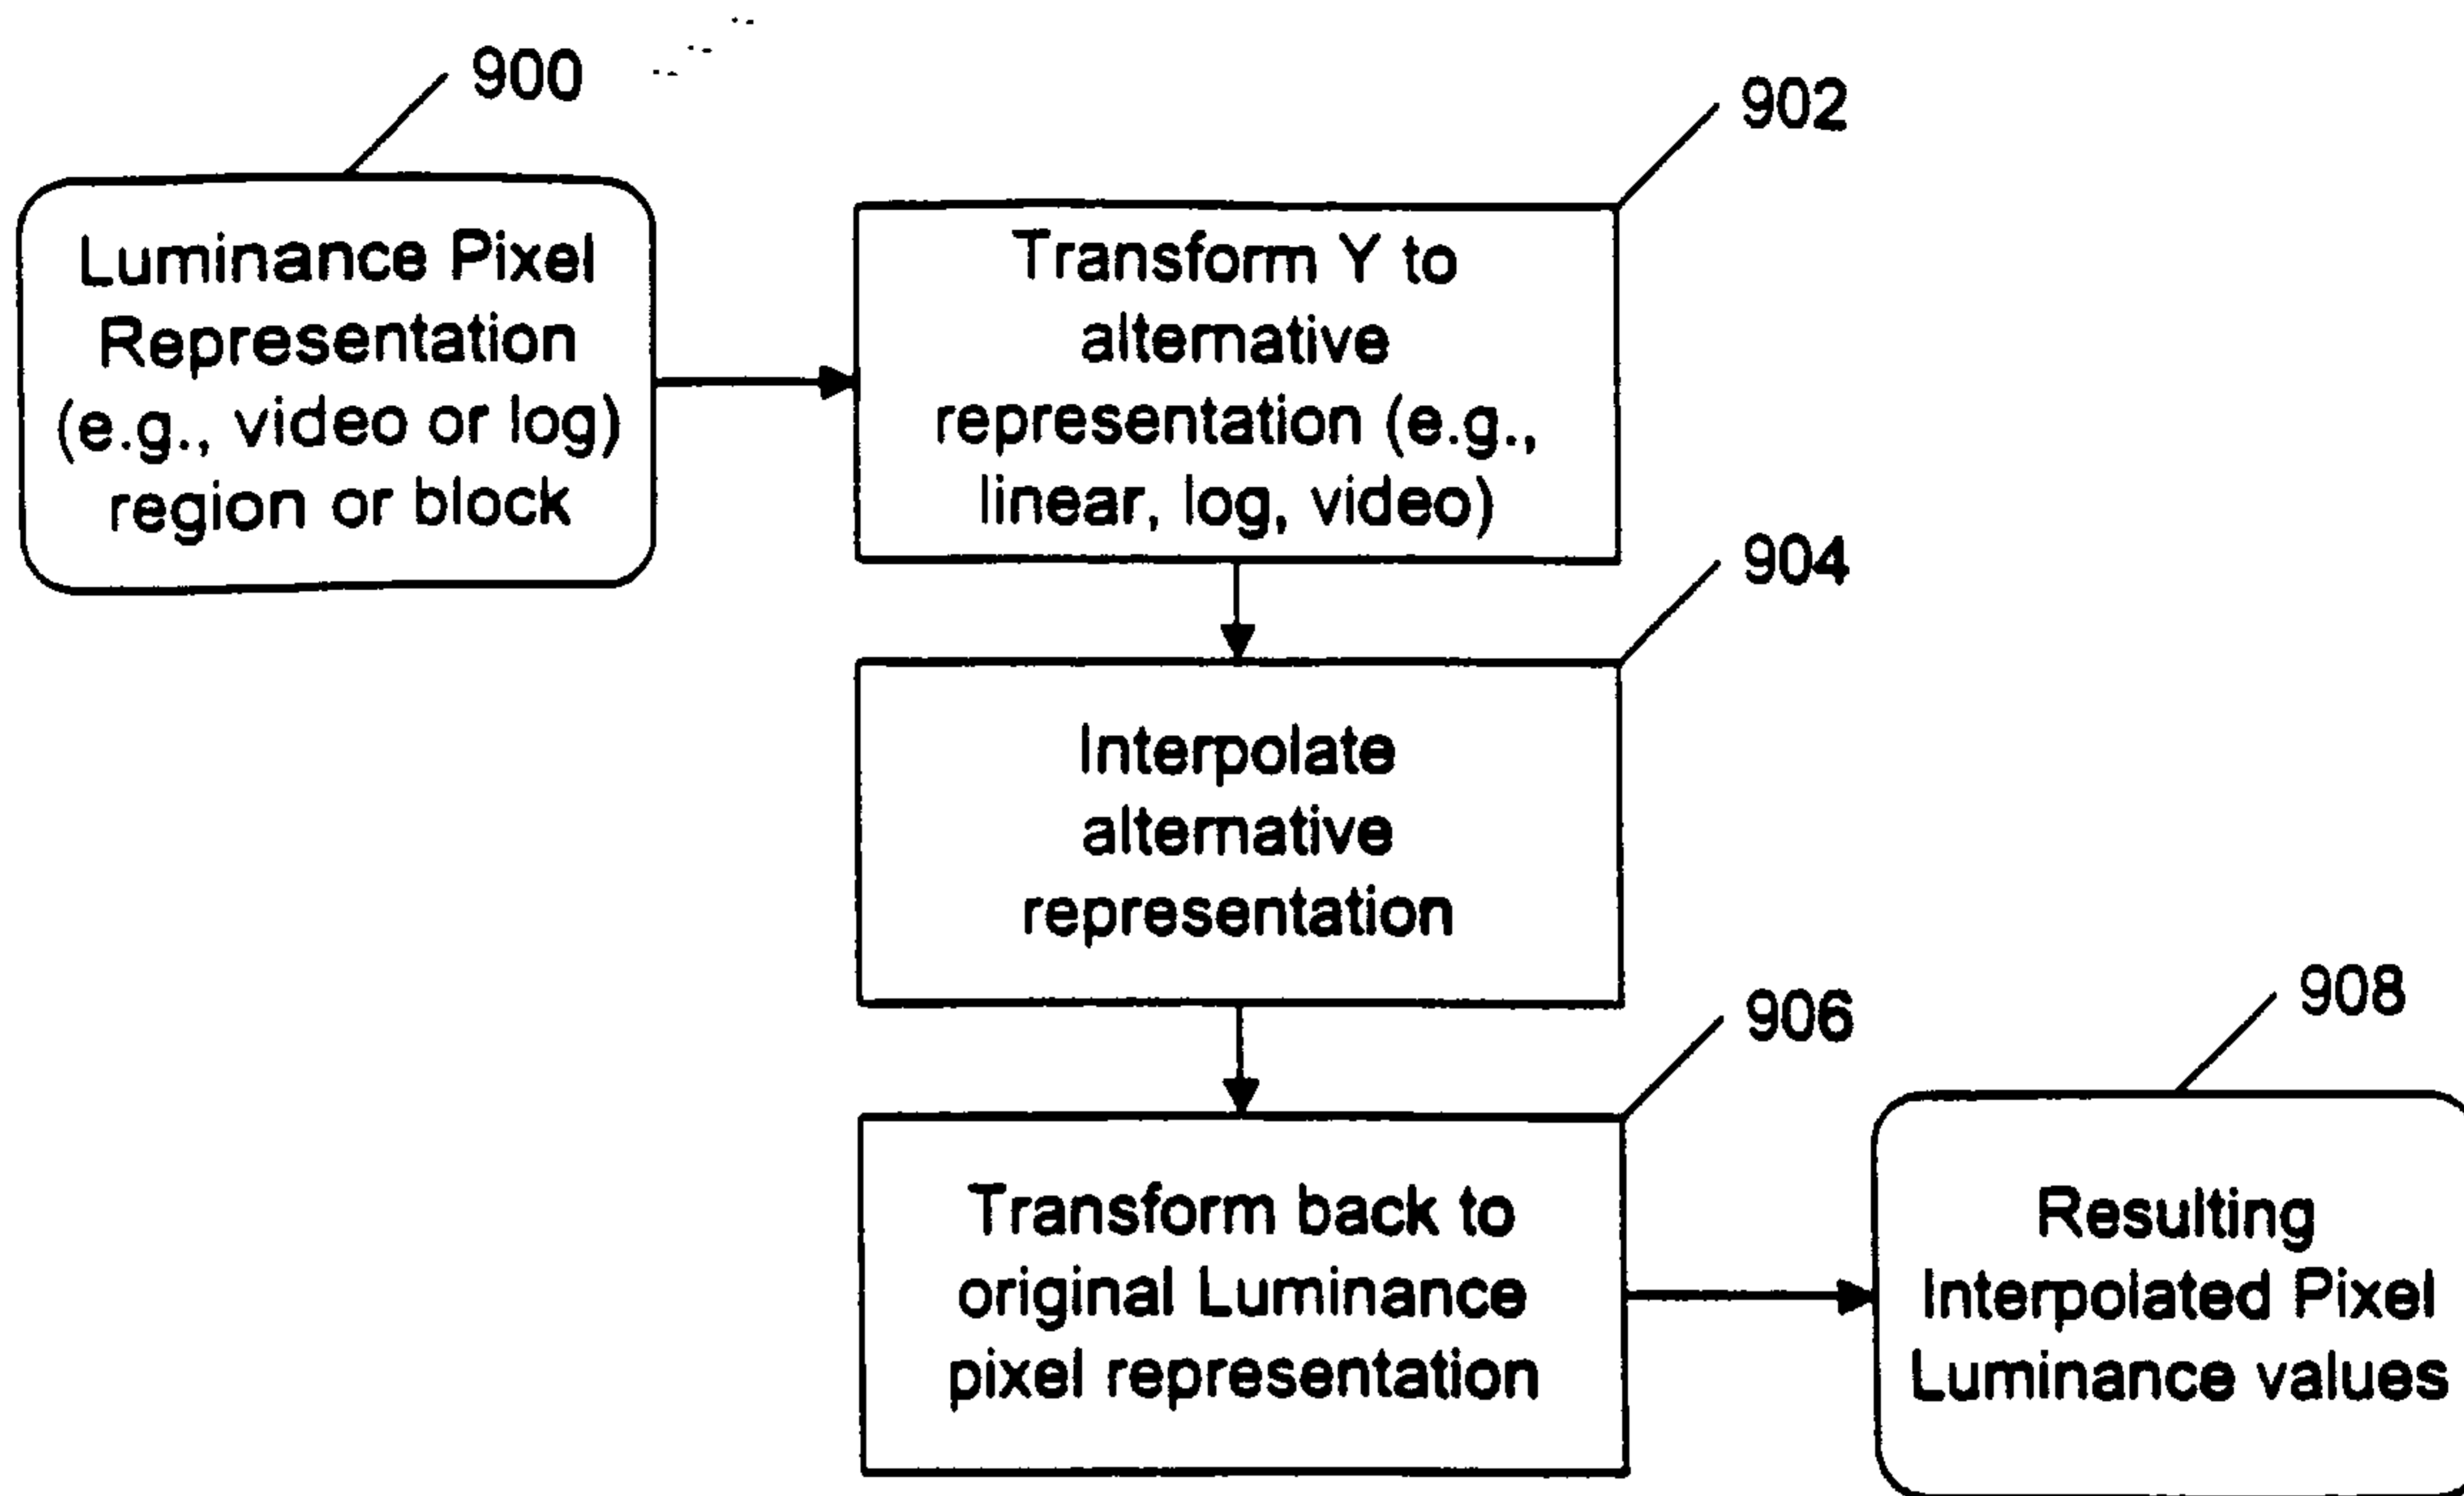 900
Luminance Pixel
Representation
(e.g., video or log)
region or block
902
Transform Y to
alternative
representation (e.g.,
linear, log, video)
904
Interpolate
alternative
representation
906
Transform back to
original Luminance
pixel representation
908
Resulting
Interpolated Pixel
Luminance values